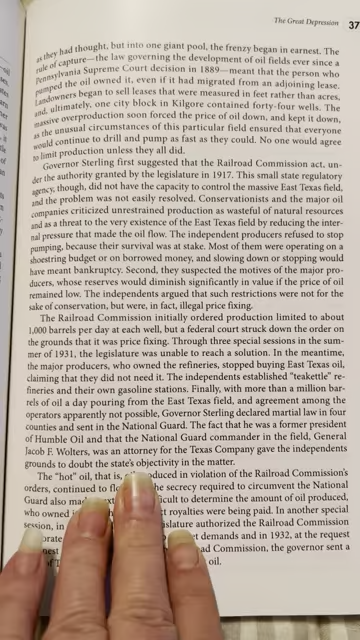 The Great Depression 37
as they had thought, but into one giant pool, the frenzy began in earnest. The
rule of capture—the law governing the development of oil fields ever since a
Pennsylvania Supreme Court decision in 1889—meant that the person who
pumped the oil owned it, even if it had migrated from an adjoining lease.
Landowners began to sell leases that were measured in feet rather than acres,
and, ultimately, one city block in Kilgore contained forty-four wells. The
massive overproduction soon forced the price of oil down, and kept it down,
as the unusual circumstances of this particular field ensured that everyone
would continue to drill and pump as fast as they could. No one would agree
to limit production unless they all did.
Governor Sterling first suggested that the Railroad Commission act, un-
der the authority granted by the legislature in 1917. This small state regulatory
agency, though, did not have the capacity to control the massive East Texas field,
and the problem was not easily resolved. Conservationists and the major oil
companies criticized unrestrained production as wasteful of natural resources
and as a threat to the very existence of the East Texas field by reducing the inter-
nal pressure that made the oil flow. The independent producers refused to stop
pumping, because their survival was at stake. Most of them were operating on a
shoestring budget or on borrowed money, and slowing down or stopping would
have meant bankruptcy. Second, they suspected the motives of the major pro-
ducers, whose reserves would diminish significantly in value if the price of oil
remained low. The independents argued that such restrictions were not for the
sake of conservation, but were, in fact, illegal price fixing.
The Railroad Commission initially ordered production limited to about
1,000 barrels per day at each well, but a federal court struck down the order on
the grounds that it was price fixing. Through three special sessions in the sum-
mer of 1931, the legislature was unable to reach a solution. In the meantime,
the major producers, who owned the refineries, stopped buying East Texas oil,
claiming that they did not need it. The independents established "teakettle" re-
fineries and their own gasoline stations. Finally, with more than a million bar-
rels of oil a day pouring from the East Texas field, and agreement among the
operators apparently not possible, Governor Sterling declared martial law in four
counties and sent in the National Guard. The fact that he was a former president
of Humble Oil and that the National Guard commander in the field, General
Jacob F. Wolters, was an attorney for the Texas Company gave the independents
grounds to doubt the state's objectivity in the matter.
The "hot" oil, that is, produced in violation of the Railroad Commission's
orders, continued to the secrecy required to circumvent the National
Guard also made difficult to determine the amount of oil produced,
who owned royalties were being paid. In another special
session, in legislature authorized the Railroad Commission
demands and in 1932, at the request
Commission, the governor sent a
of oil.